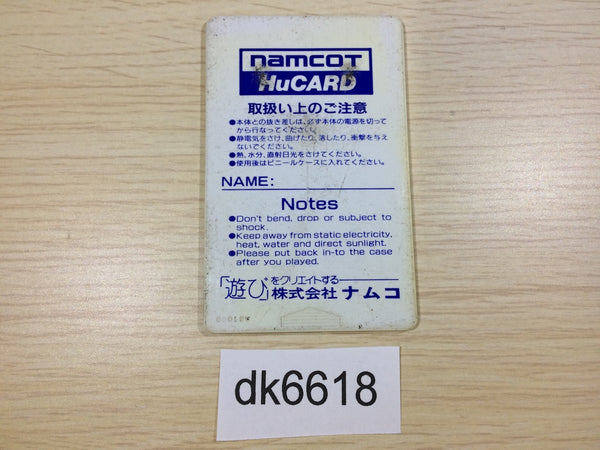 namcoT
HuCARD
取扱い上のご注意
●本体との抜き差しは、必ず本体の電源を切って
から行なってください。
●静電気をさけ、曲げたり、落したり、衝撃を与え
ないでください。
●熱、水分、直射日光をさけてください。
●使用後はビニールケースに入れてください。
NAME:
Notes
●Don't bend, drop or subject to
shock.
●Keep away from static electricity,
heat, water and direct sunlight.
●Please put back in-to the case
after you played.
「遊び」をクリエイトする
株式会社 ナムコ
dk6618